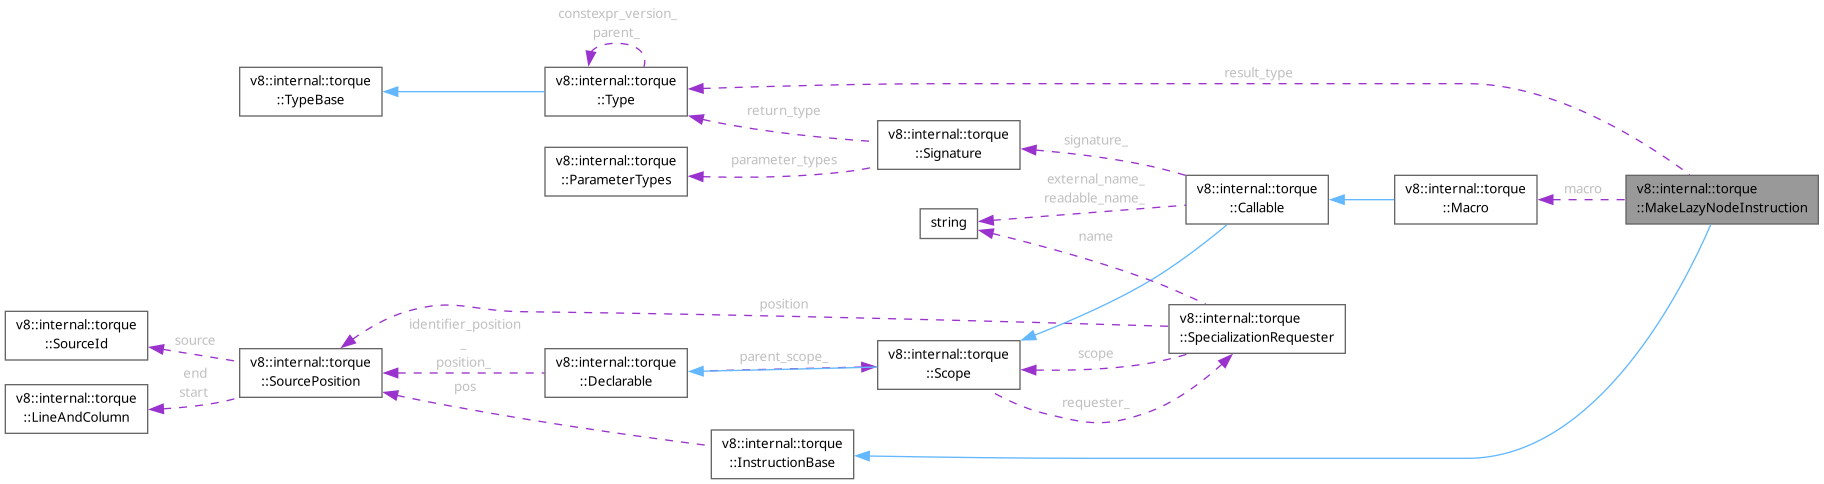 constexpr_version_
parent_
v8::internal::torque
::TypeBase
v8::internal::torque
::Type
result_type
return_type
v8::internal::torque
::Signature
signature_
v8::internal::torque
::ParameterTypes
parameter_types
external_name_
readable_name_
v8::internal::torque
::Callable
v8::internal::torque
::Macro
macro
v8::internal::torque
::MakeLazyNodeInstruction
string
name
position
v8::internal::torque
::SourceId
source
identifier_position
_
position_
v8::internal::torque
::SpecializationRequester
v8::internal::torque
::SourcePosition
v8::internal::torque
::Declarable
parent_scope_
v8::internal::torque
::Scope
scope
end
start
pos
v8::internal::torque
::LineAndColumn
requester_
v8::internal::torque
::InstructionBase